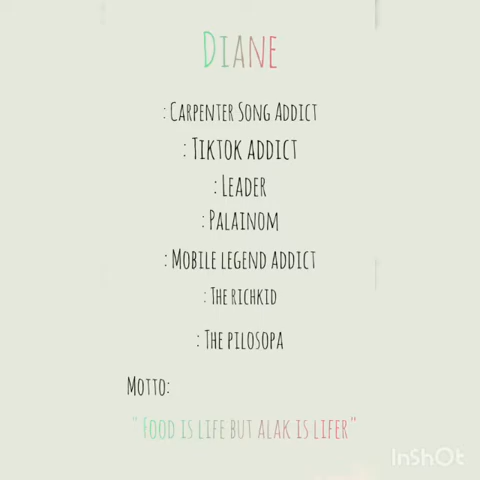 Diane
: Carpenter Song Addict
: Tiktok addict
: Leader
: Palainom
: Mobile legend addict
: The richkid
: The pilosopa
Motto:
"Food is life but alak is lifer"
InShOt